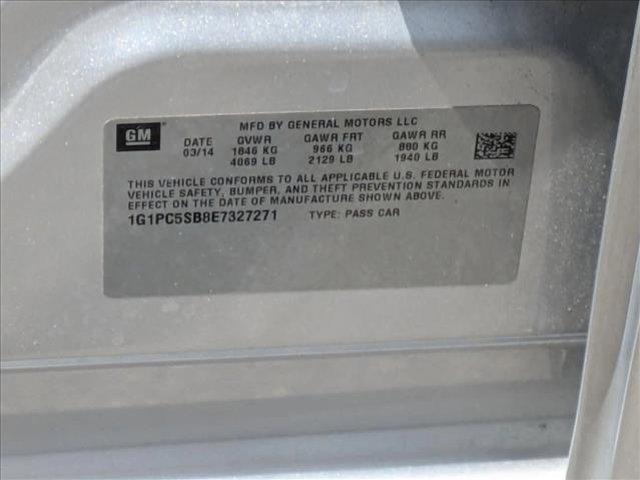 GM
MFD BY GENERAL MOTORS LLC
DATE GVWR GAWR FRT GAWR RR
03/14 1846 KG 966 KG 880 KG
4069 LB 2129 LB 1940 LB
THIS VEHICLE CONFORMS TO ALL APPLICABLE U.S. FEDERAL MOTOR
VEHICLE SAFETY, BUMPER, AND THEFT PREVENTION STANDARDS IN
EFFECT ON THE DATE OF MANUFACTURE SHOWN ABOVE.
1G1PC5SB8E7327271 TYPE: PASS CAR